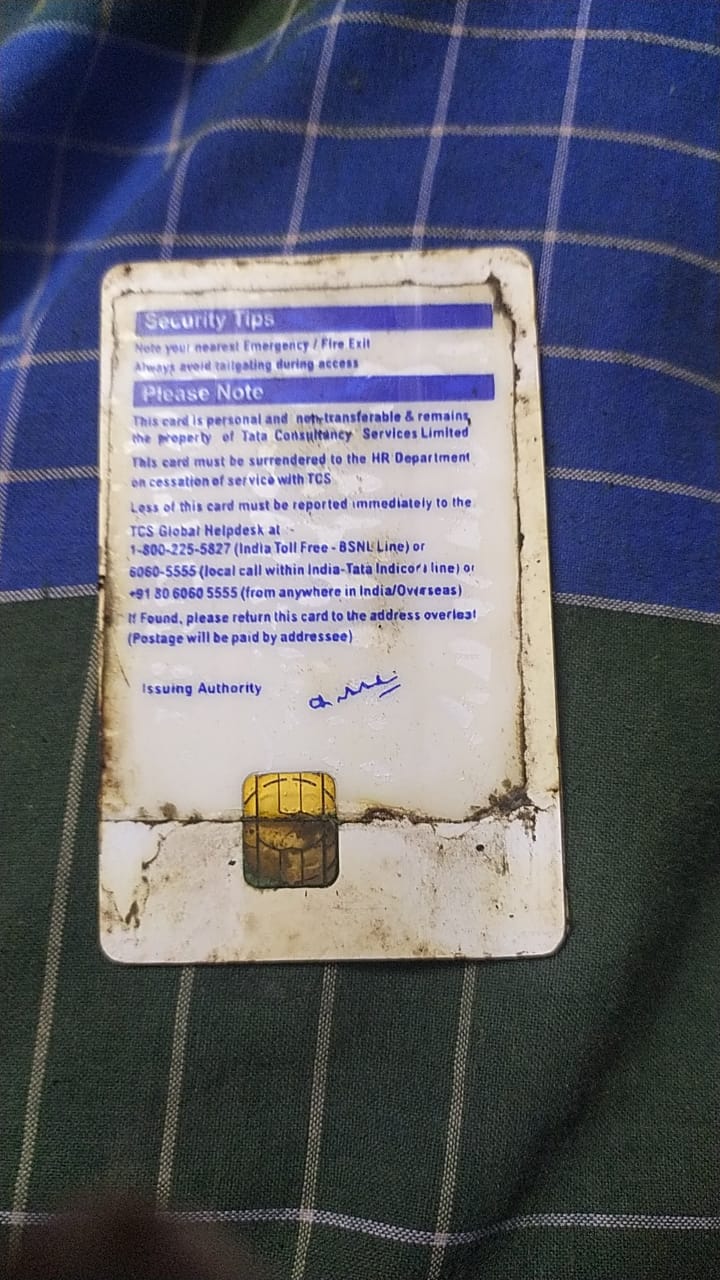 Security Tips
Note your nearest Emergency / Fire Exit
Always avoid tailgating during access
Please Note
This card is personal and non-transferable & remains
the property of Tata Consultancy Services Limited
This card must be surrendered to the HR Department
on cessation of service with TCS
Loss of this card must be reported immediately to the
TCS Global Helpdesk at :-
1-800-225-5827 (India Toll Free - BSNL Line) or
6060-5555 (local call within India-Tata Indicom line) or
+91 80 6060 5555 (from anywhere in India/Overseas)
If Found, please return this card to the address overleaf
(Postage will be paid by addressee)
Issuing Authority